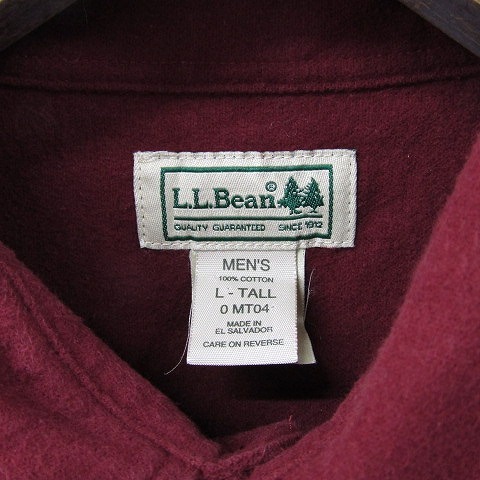 L.L.Bean®
QUALITY GUARANTEED SINCE 1912
MEN'S
100% COTTON
L - TALL
0 MT04
MADE IN
EL SALVADOR
CARE ON REVERSE